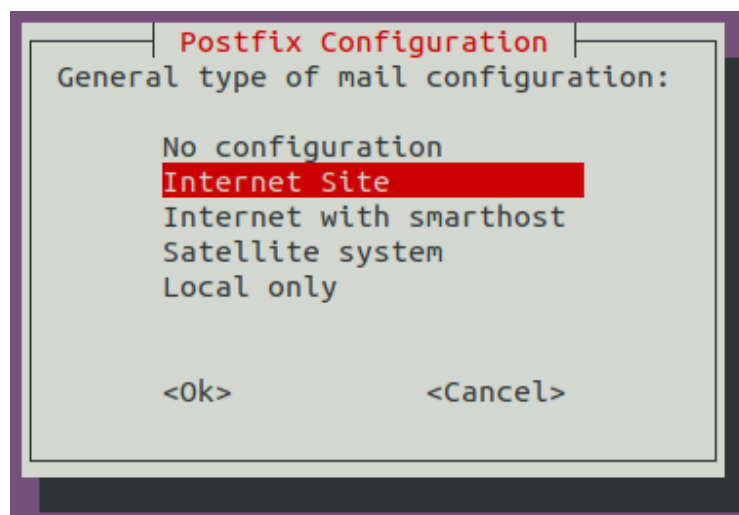 Postfix Configuration
General type of mail configuration:
No configuration
Internet Site
Internet with smarthost
Satellite system
Local only
<Ok> <Cancel>